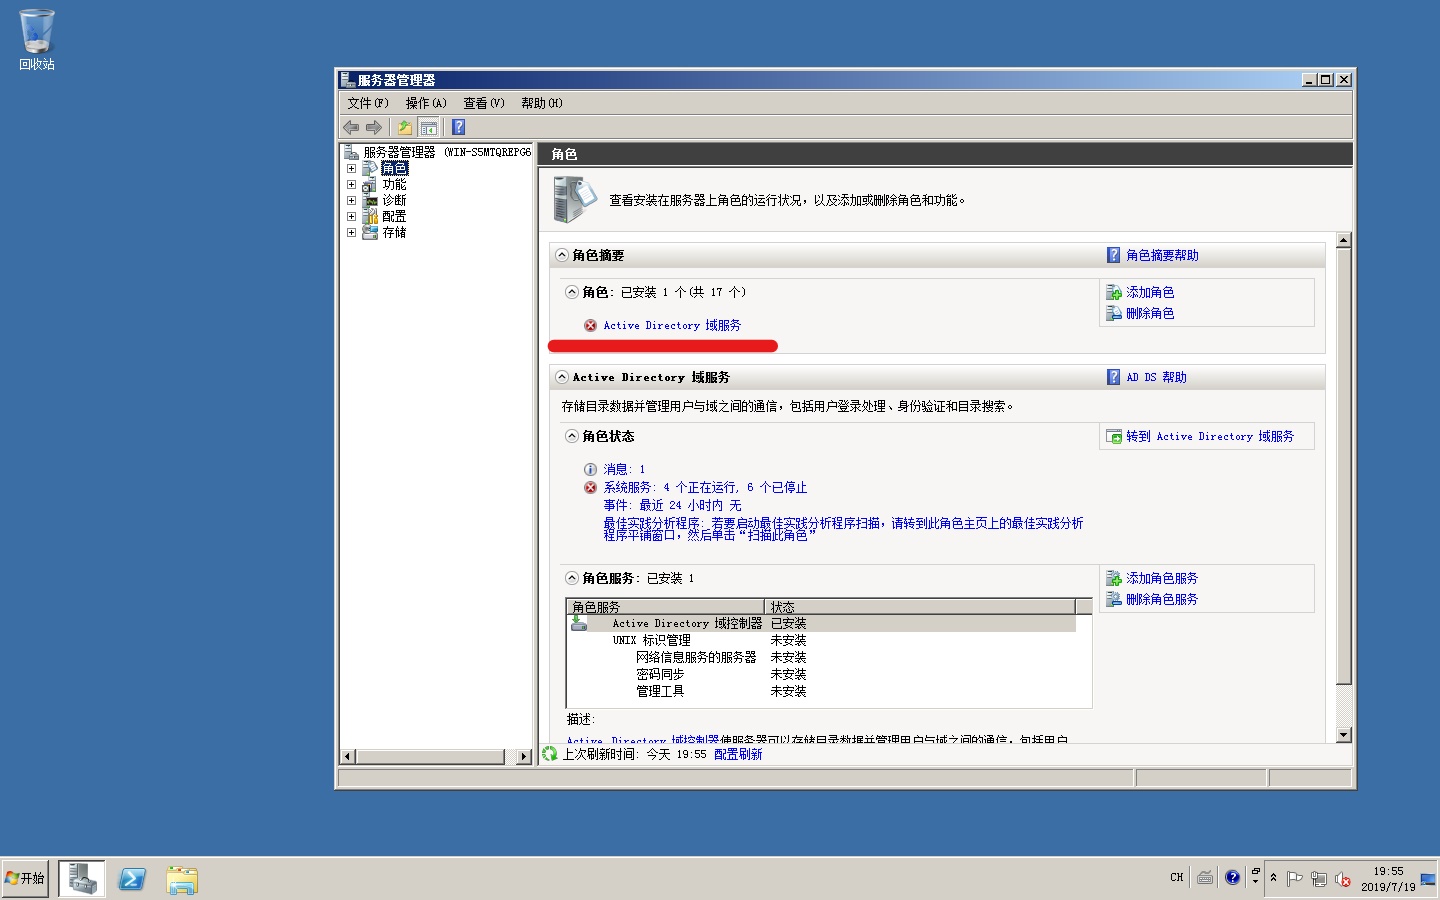 回收站
服务器管理器
文件(F) 操作(A) 查看(V) 帮助(H)
服务器管理器 (WIN-S5MTQREPG6
角色
功能
诊断
配置
存储
角色
查看安装在服务器上角色的运行状况，以及添加或删除角色和功能。
角色摘要
角色摘要帮助
角色: 已安装 1 个(共 17 个)
添加角色
删除角色
Active Directory 域服务
Active Directory 域服务
AD DS 帮助
存储目录数据并管理用户与域之间的通信，包括用户登录处理、身份验证和目录搜索。
角色状态
转到 Active Directory 域服务
消息: 1
系统服务: 4 个正在运行, 6 个已停止
事件: 最近 24 小时内 无
最佳实践分析程序: 若要启动最佳实践分析程序扫描，请转到此角色主页上的最佳实践分析
程序平铺窗口，然后单击“扫描此角色”
角色服务: 已安装 1
添加角色服务
删除角色服务
角色服务 状态
Active Directory 域控制器 已安装
UNIX 标识管理 未安装
网络信息服务的服务器 未安装
密码同步 未安装
管理工具 未安装
描述:
Active Directory 域控制器使服务器可以存储目录数据并管理用户与域之间的通信，包括用户
上次刷新时间: 今天 19:55 配置刷新
开始
CH
19:55
2019/7/19